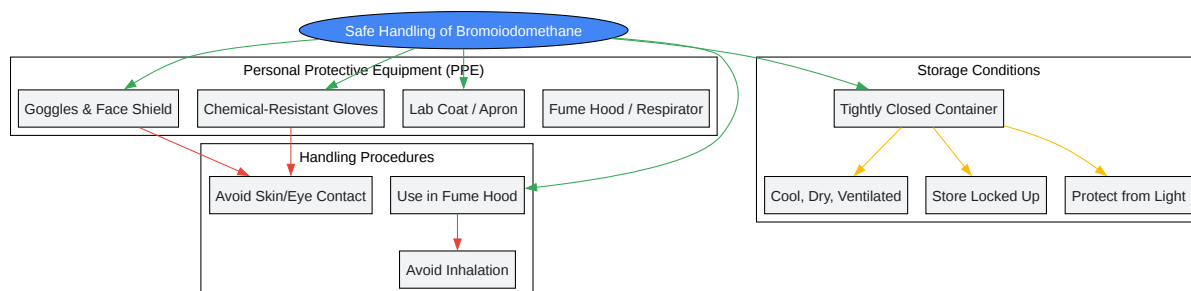 Safe Handling of Bromoiodomethane
Personal Protective Equipment (PPE)
Goggles & Face Shield
Chemical-Resistant Gloves
Lab Coat / Apron
Fume Hood / Respirator
Storage Conditions
Tightly Closed Container
Handling Procedures
Avoid Skin/Eye Contact
Use in Fume Hood
Cool, Dry, Ventilated
Store Locked Up
Protect from Light
Avoid Inhalation